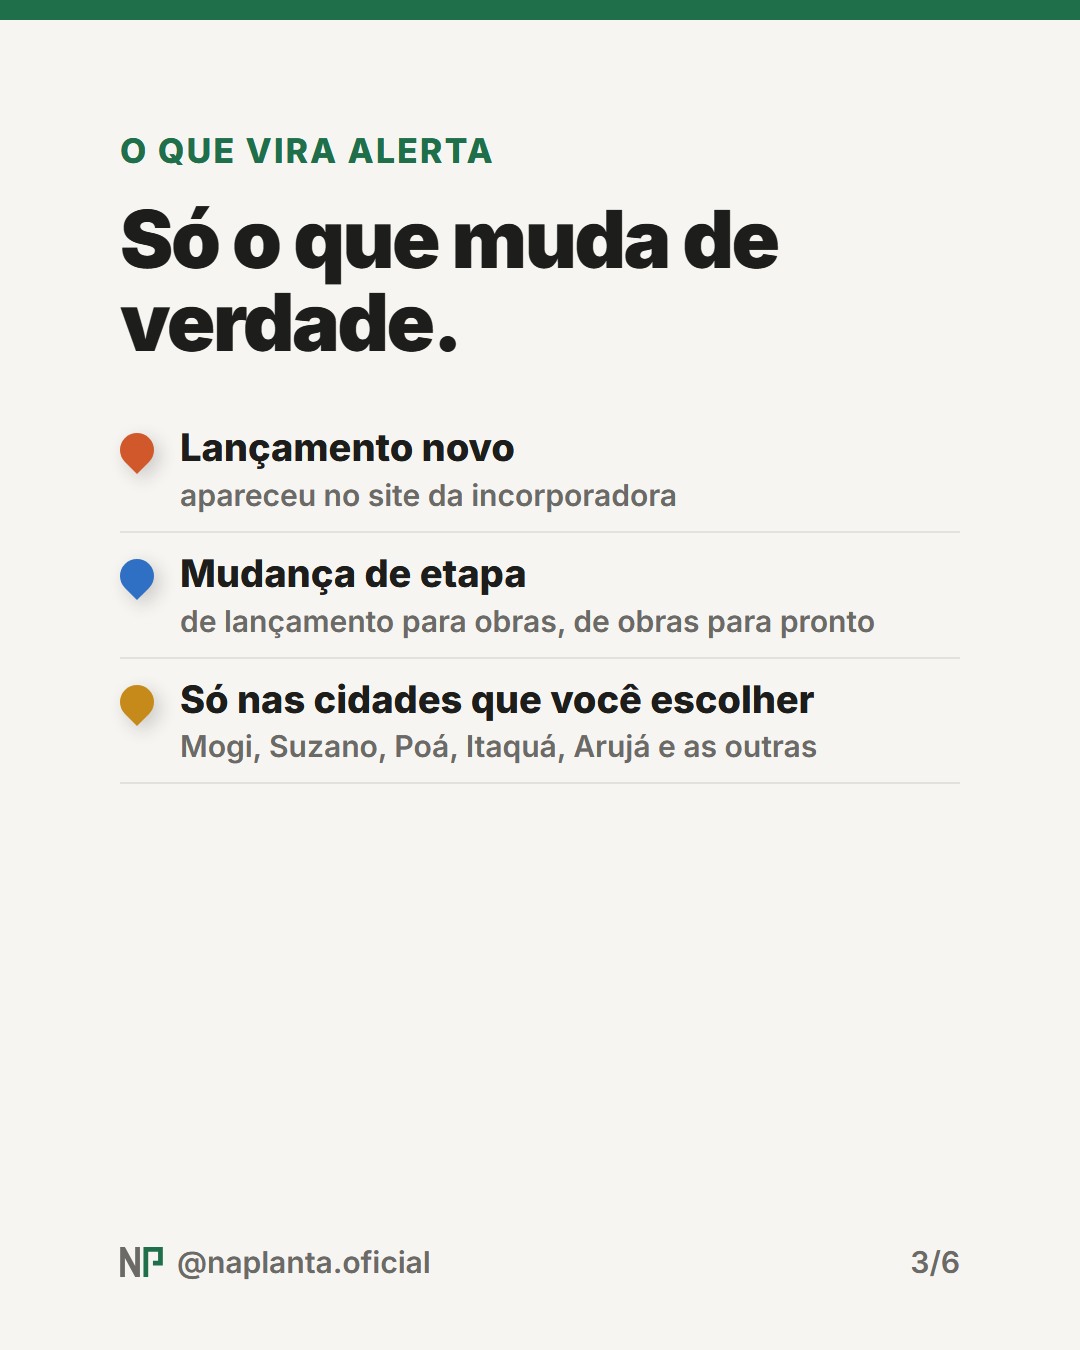 O QUE VIRA ALERTA
Só o que muda de
verdade.
Lançamento novo
apareceu no site da incorporadora
Mudança de etapa
de lançamento para obras, de obras para pronto
Só nas cidades que você escolher
Mogi, Suzano, Poá, Itaquá, Arujá e as outras
NP @naplanta.oficial
3/6